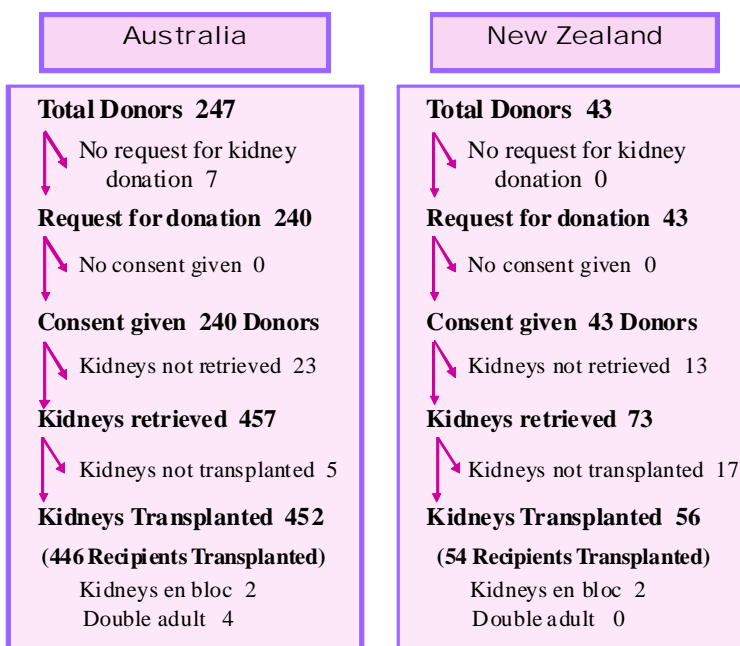 Australia
Total Donors 247
No request for kidney
donation 7
Request for donation 240
No consent given 0
Consent given 240 Donors
Kidneys not retrieved 23
Kidneys retrieved 457
Kidneys not transplanted 5
Kidneys Transplanted 452
(446 Recipients Transplanted)
Kidneys en bloc 2
Double adult 4
New Zealand
Total Donors 43
No request for kidney
donation 0
Request for donation 43
No consent given 0
Consent given 43 Donors
Kidneys not retrieved 13
Kidneys retrieved 73
Kidneys not transplanted 17
Kidneys Transplanted 56
(54 Recipients Transplanted)
Kidneys en bloc 2
Double adult 0